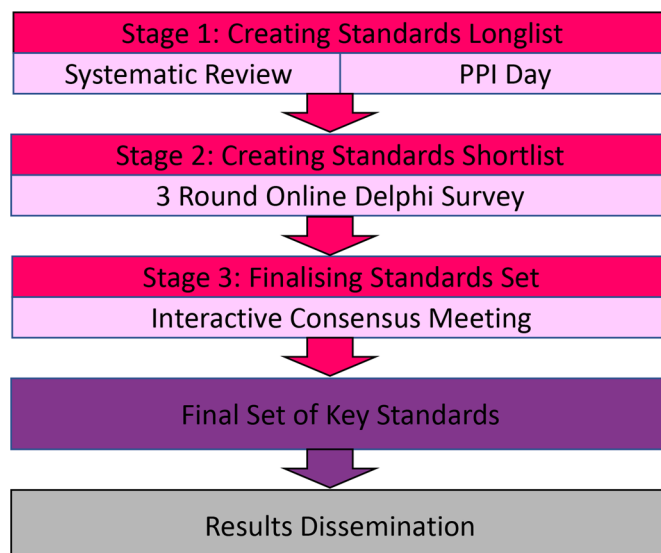 Stage 1: Creating Standards Longlist
Systematic Review
PPI Day
Stage 2: Creating Standards Shortlist
3 Round Online Delphi Survey
Stage 3: Finalising Standards Set
Interactive Consensus Meeting
Final Set of Key Standards
Results Dissemination